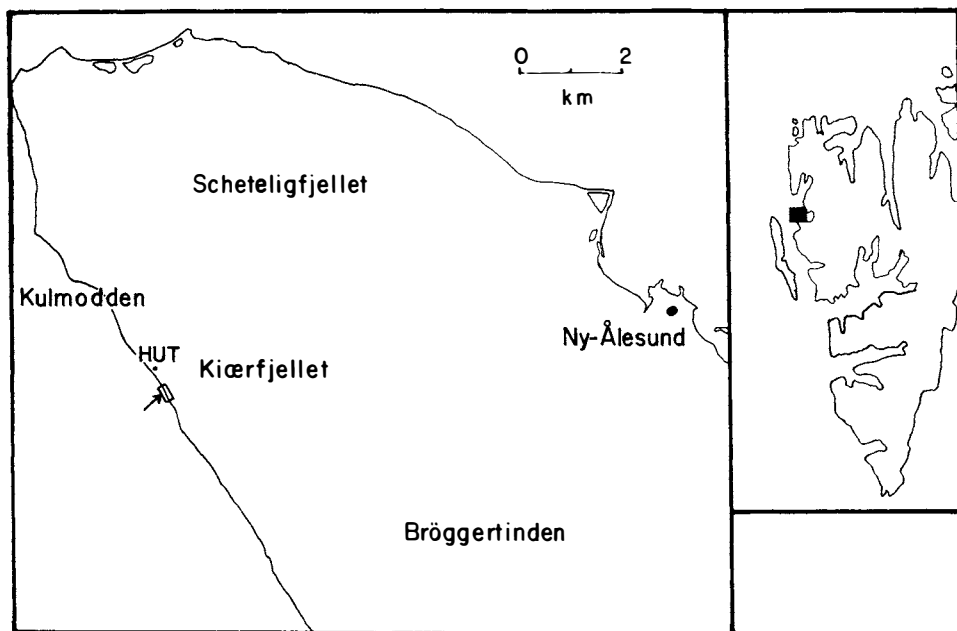 0 2
km
Scheteligfjellet
Kulmodden
Ny-Ålesund
HUT
Kiærfjellet
Bröggertinden